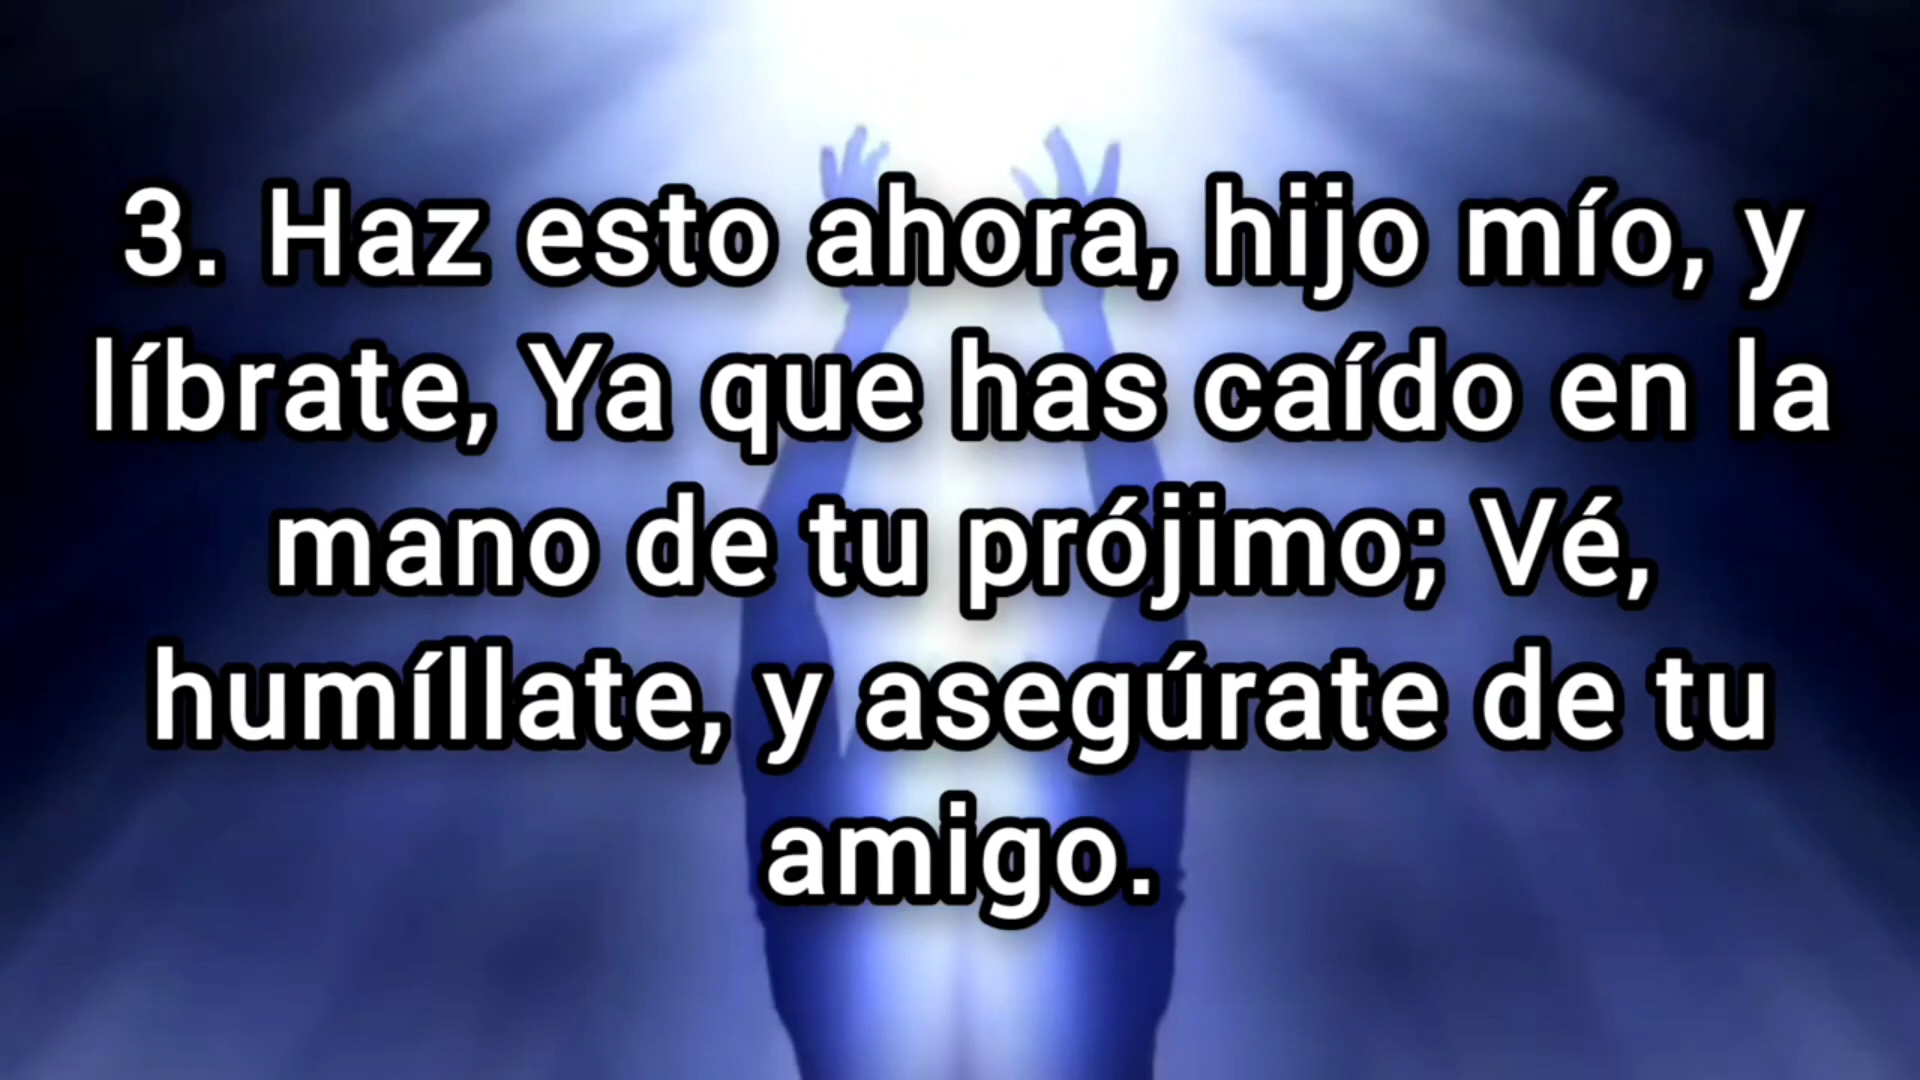 3. Haz esto ahora, hijo mío, y
líbrate, Ya que has caído en la
mano de tu prójimo; Vé,
humíllate, y asegúrate de tu
amigo.